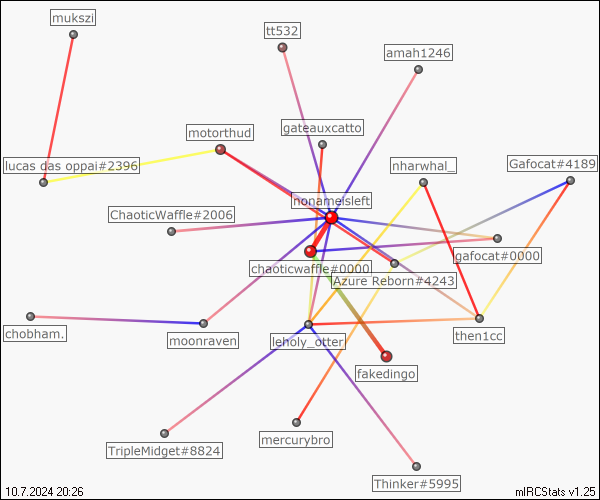 mukszi
tt532
amah1246
motorthud
gateauxcatto
lucas das oppai#2396
nharwhal_
Gafocat#4189
nonameisleft
ChaoticWaffle#2006
gafocat#0000
chaoticwaffle#0000
Azure Reborn#4243
chobham.
moonraven
leholy_otter
then1cc
fakedingo
mercurybro
TripleMidget#8824
Thinker#5995
10.7.2024 20:26
mIRCStats v1.25